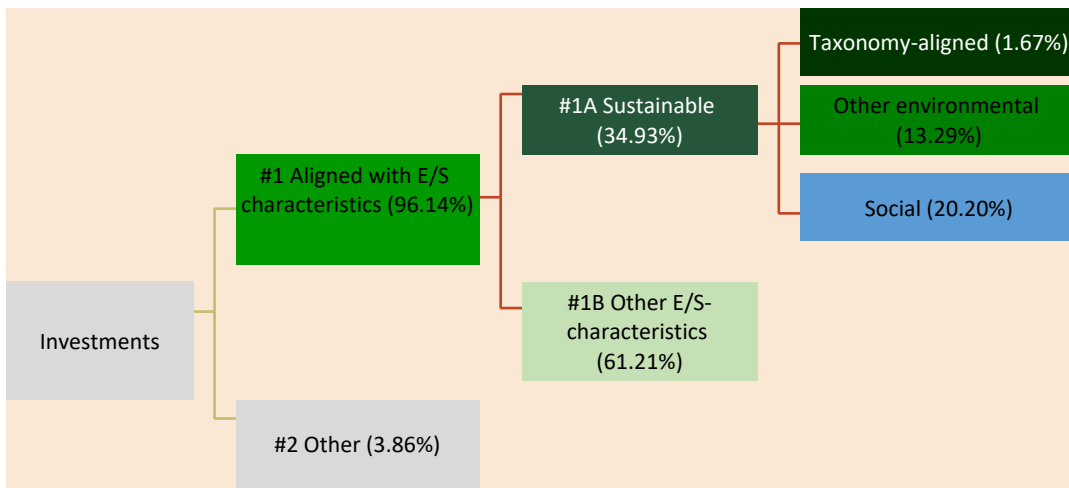 Taxonomy-aligned (1.67%)
#1A Sustainable
(34.93%)
Other environmental
(13.29%)
#1 Aligned with E/S
characteristics (96.14%)
Social (20.20%)
#1B Other E/S-
characteristics
(61.21%)
Investments
#2 Other (3.86%)